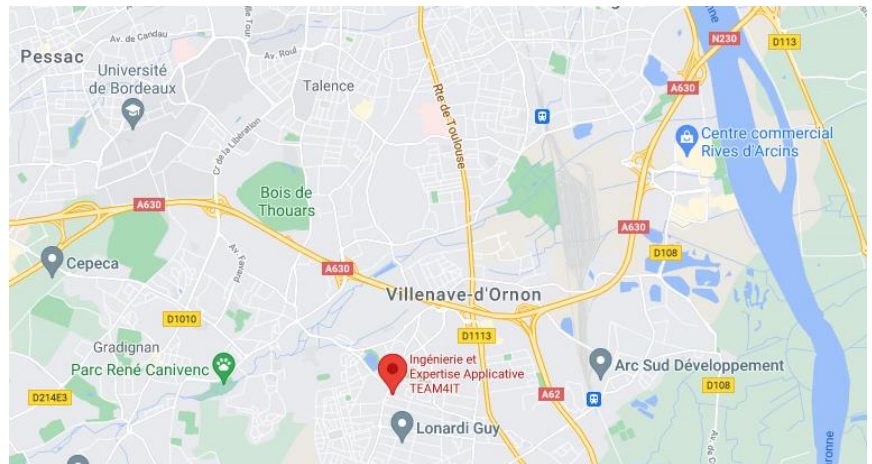 Av. de Candau
Pessac
Av. Roul
Université
de Bordeaux
Talence
Cr de la Libération
Rte de Toulouse
N230
D113
A630
Centre commercial
Rives d'Arcins
Bois de
Thouars
A630
A630
Cepeca
Av. Favard
A630
D108
Villenave-d'Ornon
D1010
D1113
Gradignan
Parc René Canivenc
Ingénierie et
Expertise Applicative
TEAM4IT
Arc Sud Développement
D214E3
A62
D108
Lonardi Guy